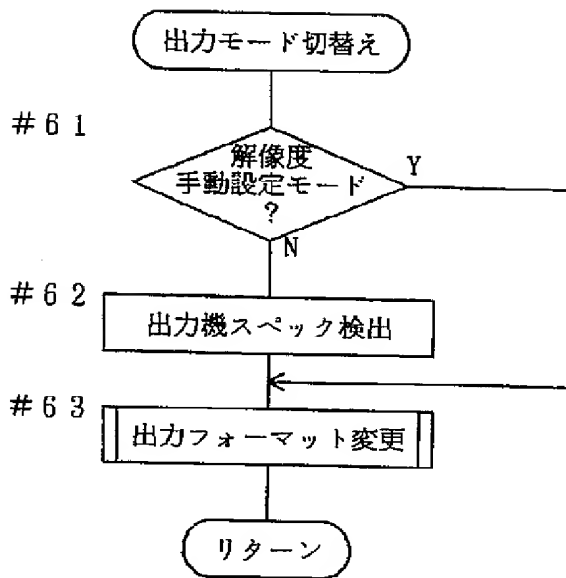 出力モード切替え
#61
解像度
手動設定モード
?
Y
N
#62
出力機スペック検出
#63
出力フォーマット変更
リターン